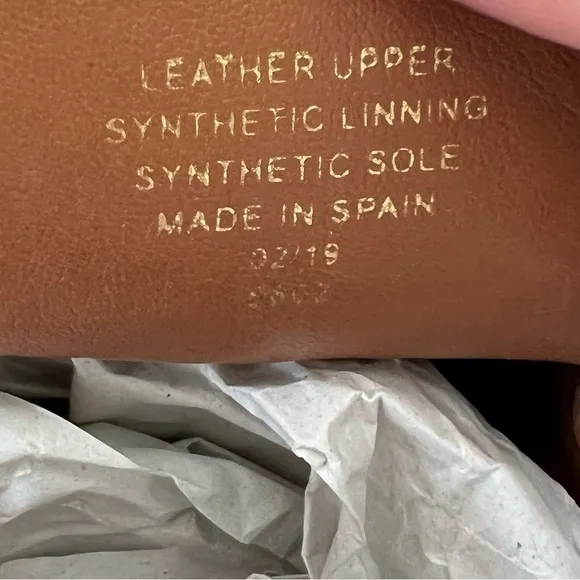 LEATHER UPPER
SYNTHETIC LINNING
SYNTHETIC SOLE
MADE IN SPAIN
02/19